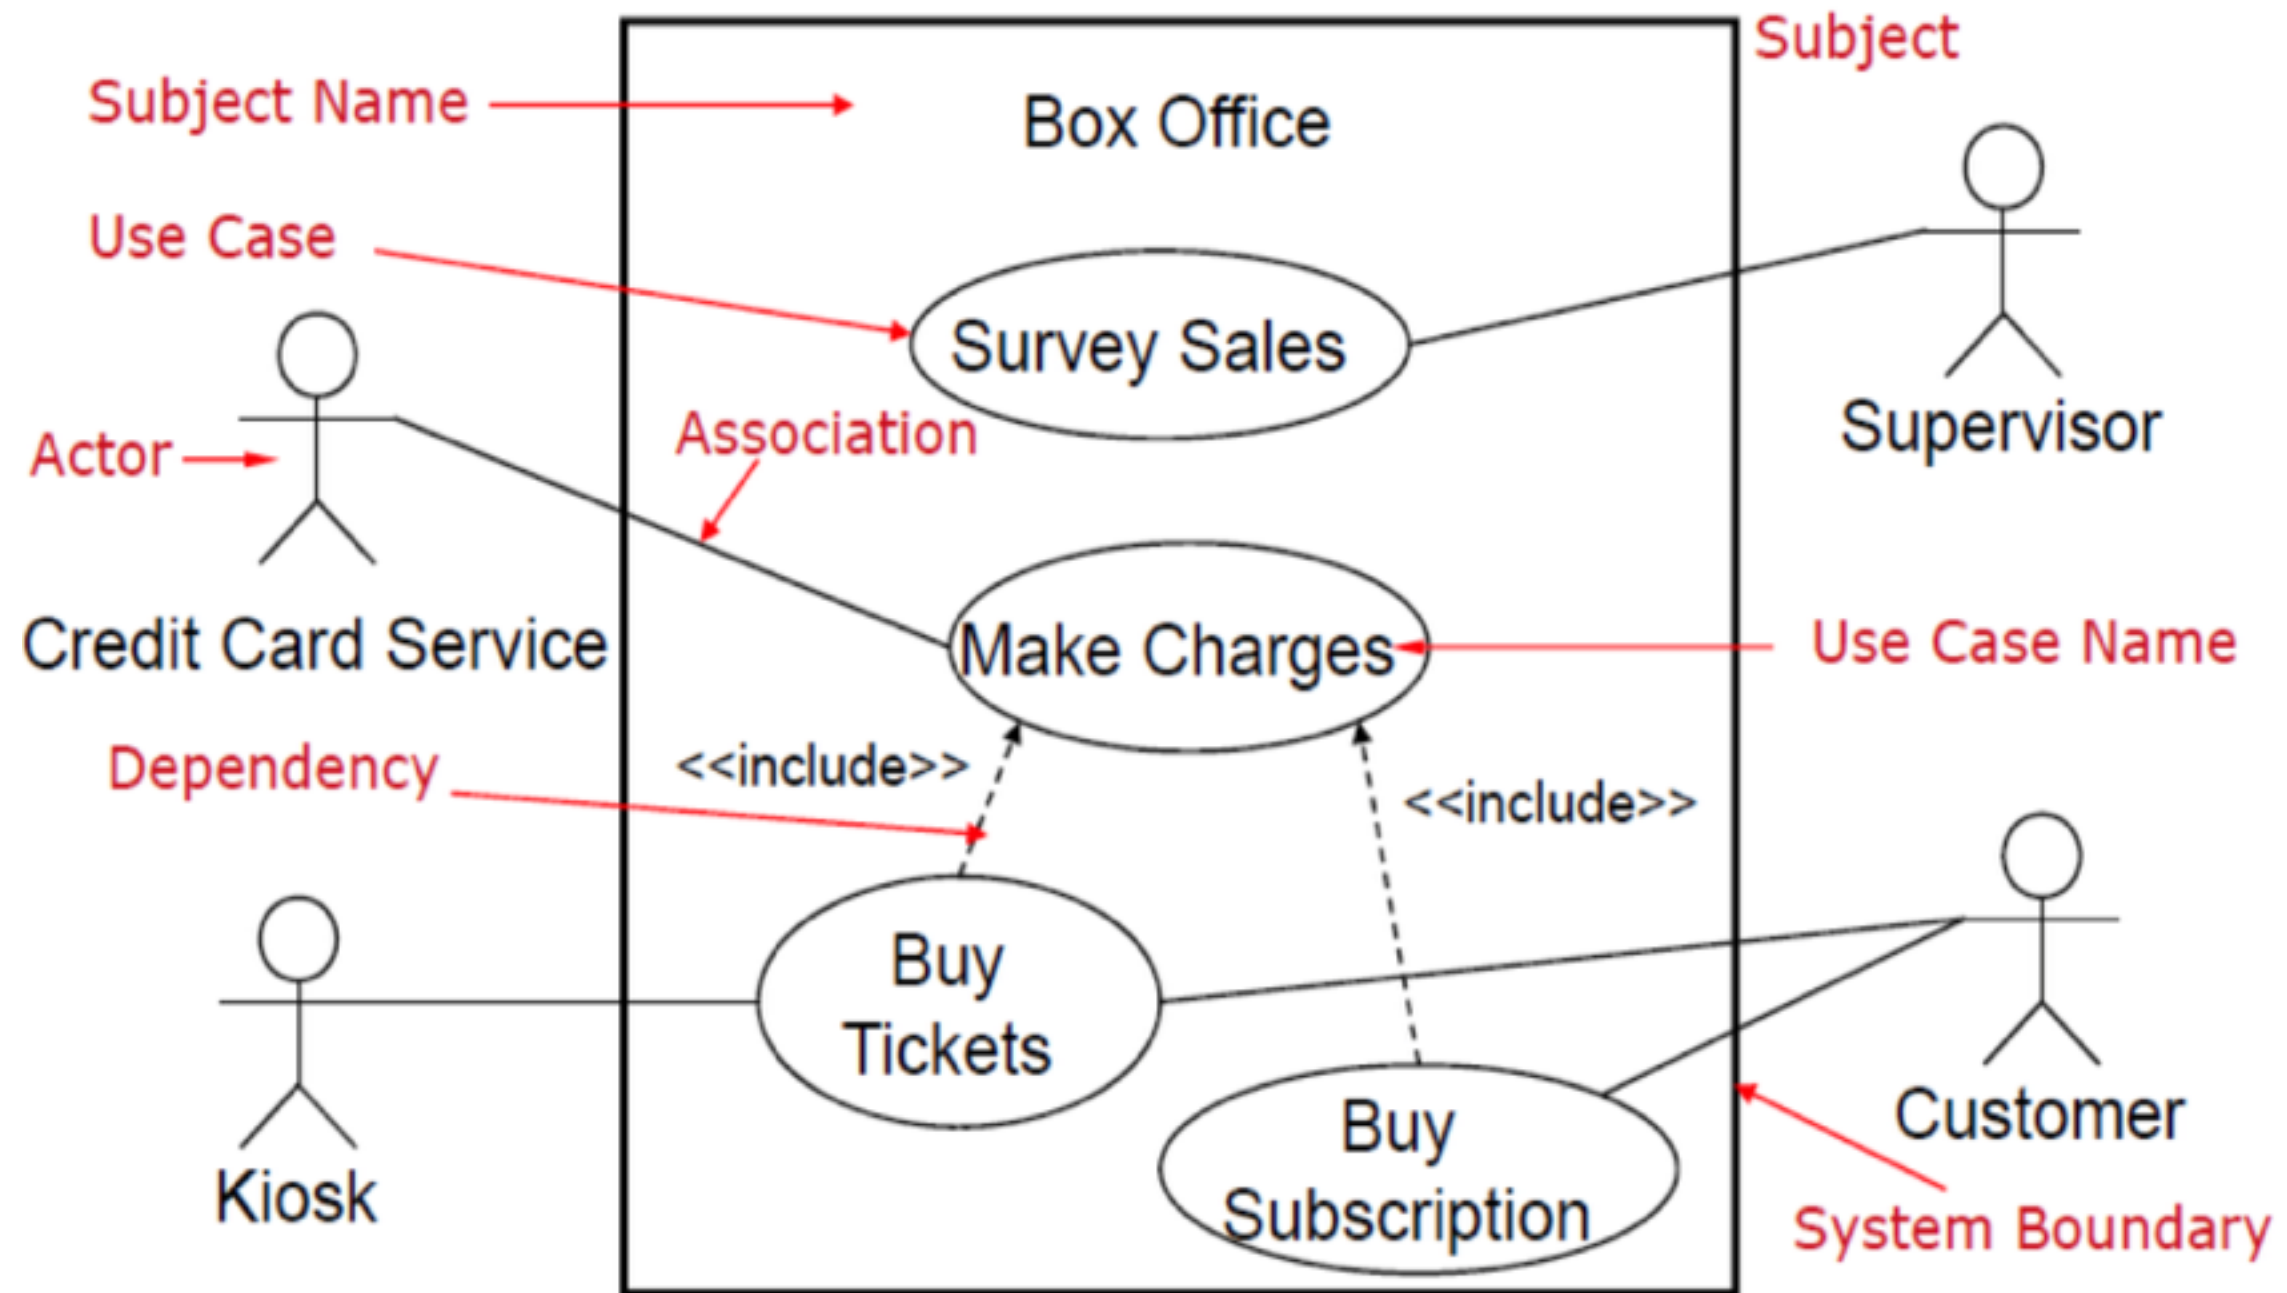 Subject
Subject Name
Box Office
Use Case
Survey Sales
Association
Supervisor
Actor
Credit Card Service
Make Charges
Use Case Name
Dependency
<<include>>
<<include>>
Buy
Tickets
Customer
Buy
Subscription
Kiosk
System Boundary